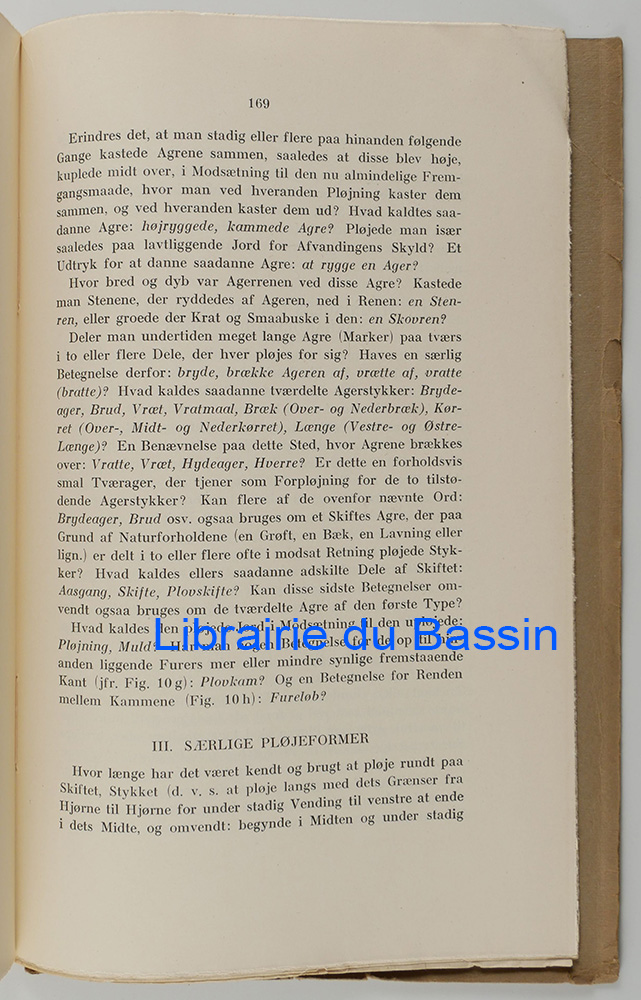 169
Erindres det, at man stadig eller flere paa hinanden følgende
Gange kastede Agrene sammen, saaledes at disse blev høje,
kuplede midt over, i Modsætning til den nu almindelige Frem-
gangsmaade, hvor man ved hveranden Pløjning kaster dem
sammen, og ved hveranden kaster dem ud? Hvad kaldtes saa-
danne Agre: højryggede, kammede Agre? Pløjede man især
saaledes paa lavtliggende Jord for Afvandingens Skyld? Et
Udtryk for at danne saadanne Agre: at rygge en Ager?
Hvor bred og dyb var Agerrenen ved disse Agre? Kastede
man Stenene, der ryddedes af Ageren, ned i Renen: en Sten-
ren, eller groede der Krat og Smaabuske i den: en Skovren?
Deler man undertiden meget lange Agre (Marker) paa tværs
i to eller flere Dele, der hver pløjes for sig? Haves en særlig
Betegnelse derfor: bryde, brække Ageren af, vrætte af, vratte
(bratte)? Hvad kaldes saadanne tværdelte Agerstykker: Bryde-
ager, Brud, Vræt, Vratmaal, Bræk (Over- og Nederbræk), Kør-
ret (Over-, Midt- og Nederkørret), Længe (Vestre- og Østre-
Længe)? En Benævnelse paa dette Sted, hvor Agrene brækkes
over: Vratte, Vræt, Hydeager, Hverre? Er dette en forholdsvis
smal Tværager, der tjener som Forpløjning for de to tilstø-
dende Agerstykker? Kan flere af de ovenfor nævnte Ord:
Brydeager, Brud osv. ogsaa bruges om et Skiftes Agre, der paa
Grund af Naturforholdene (en Grøft, en Bæk, en Lavning eller
lign.) er delt i to eller flere ofte i modsat Retning pløjede Styk-
ker? Hvad kaldes ellers saadanne adskilte Dele af Skiftet:
Aasgang, Skifte, Plovskifte? Kan disse sidste Betegnelser om-
vendt ogsaa bruges om de tværdelte Agre af den første Type?
Hvad kaldes den pløjede Jord i Modsætning til den upløjede:
Pløjning, Muld? Har man nogen Betegnelse for de op til hin-
anden liggende Furers mer eller mindre synlige fremstaaende
Kant (jfr. Fig. 10 g): Plovkam? Og en Betegnelse for Renden
mellem Kammene (Fig. 10 h): Fureløb?
III. SÆRLIGE PLØJEFORMER
Hvor længe har det været kendt og brugt at pløje rundt paa
Skiftet, Stykket (d. v. s. at pløje langs med dets Grænser fra
Hjørne til Hjørne for under stadig Vending til venstre at ende
i dets Midte, og omvendt: begynde i Midten og under stadig
Librairie du Bassin